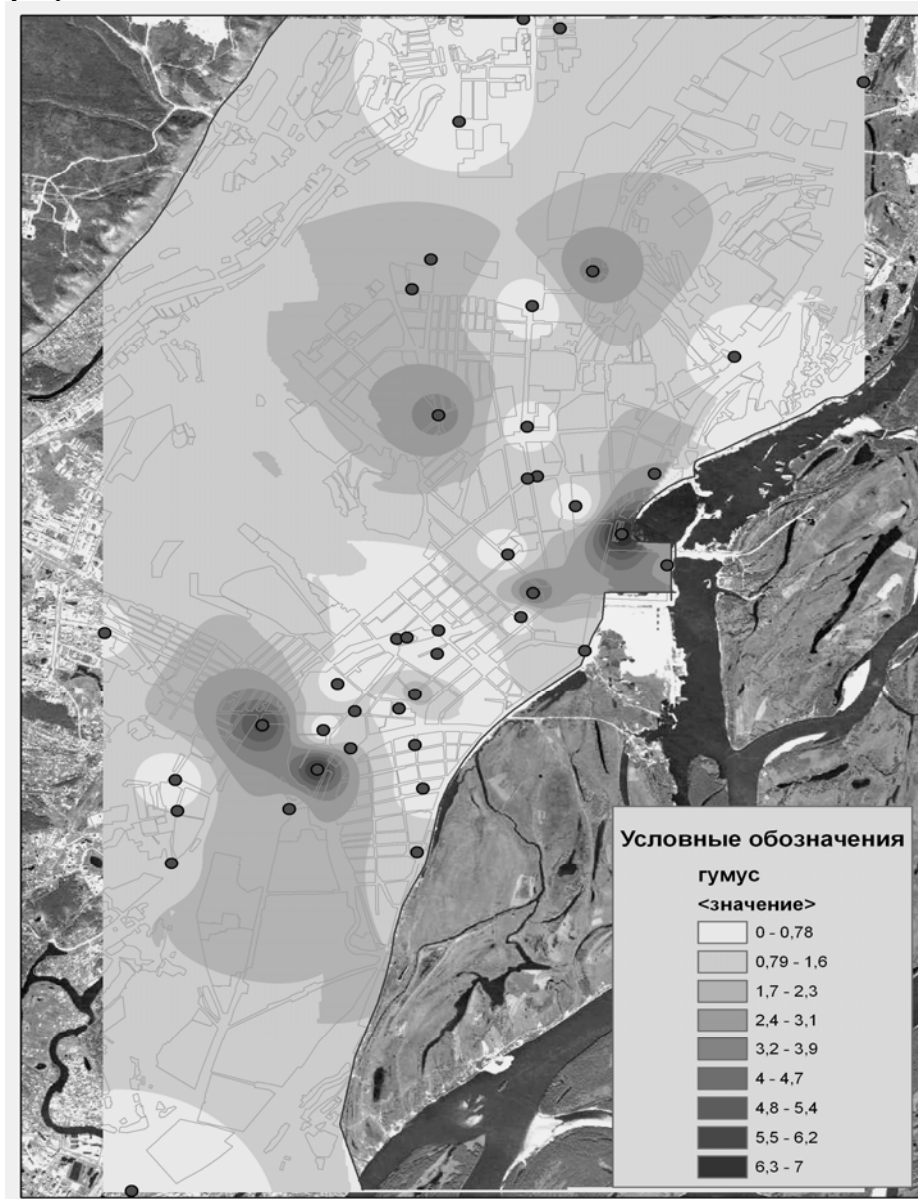 Условные обозначения
гумус
<значение>
0 - 0,78
0,79 - 1,6
1,7 - 2,3
2,4 - 3,1
3,2 - 3,9
4 - 4,7
4,8 - 5,4
5,5 - 6,2
6,3 - 7